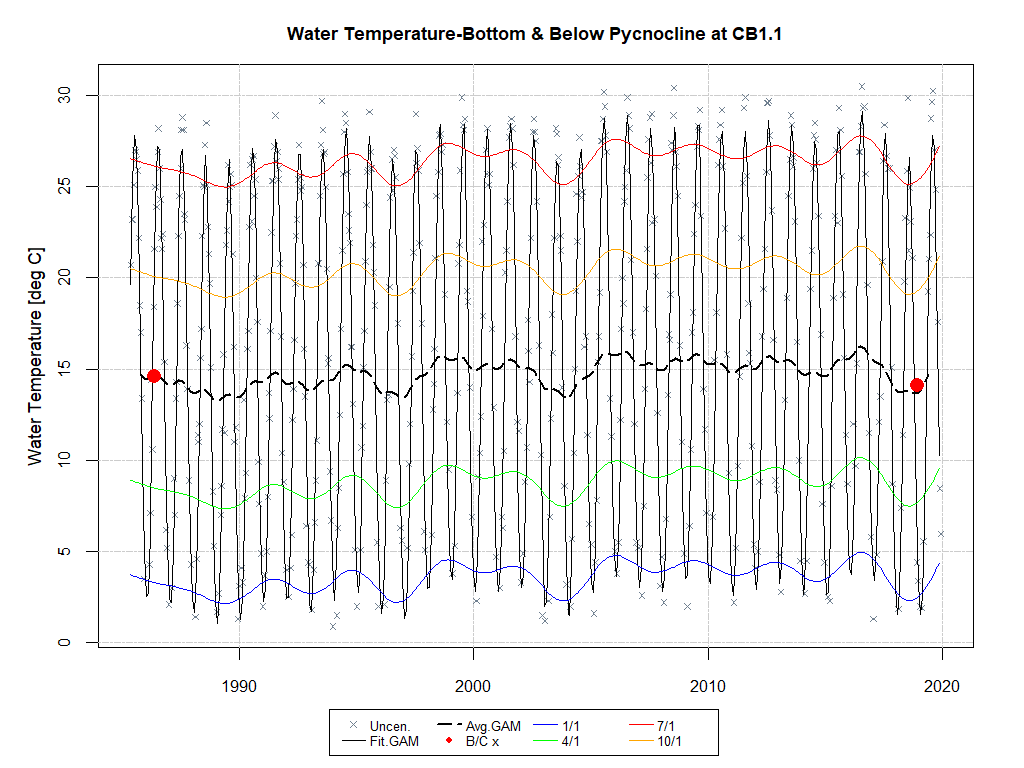 Water Temperature-Bottom & Below Pycnocline at CB1.1
Water Temperature [deg C]
30
25
20
15
10
5
0
1990 2000 2010 2020
Uncen. Avg.GAM 1/1 7/1
Fit.GAM B/C x 4/1 10/1